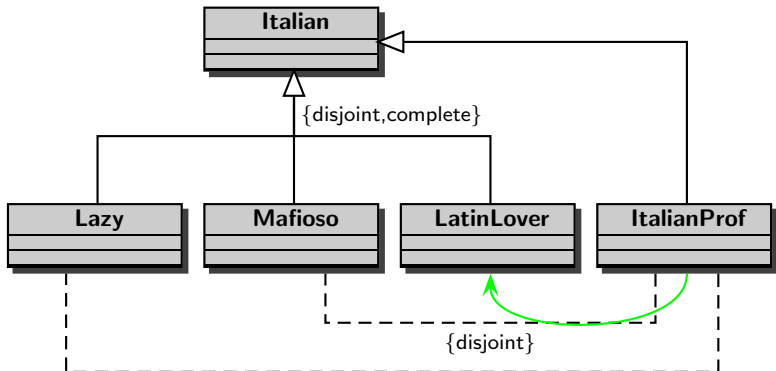 Italian
{disjoint,complete}
Lazy
Mafioso
LatinLover
ItalianProf
{disjoint}